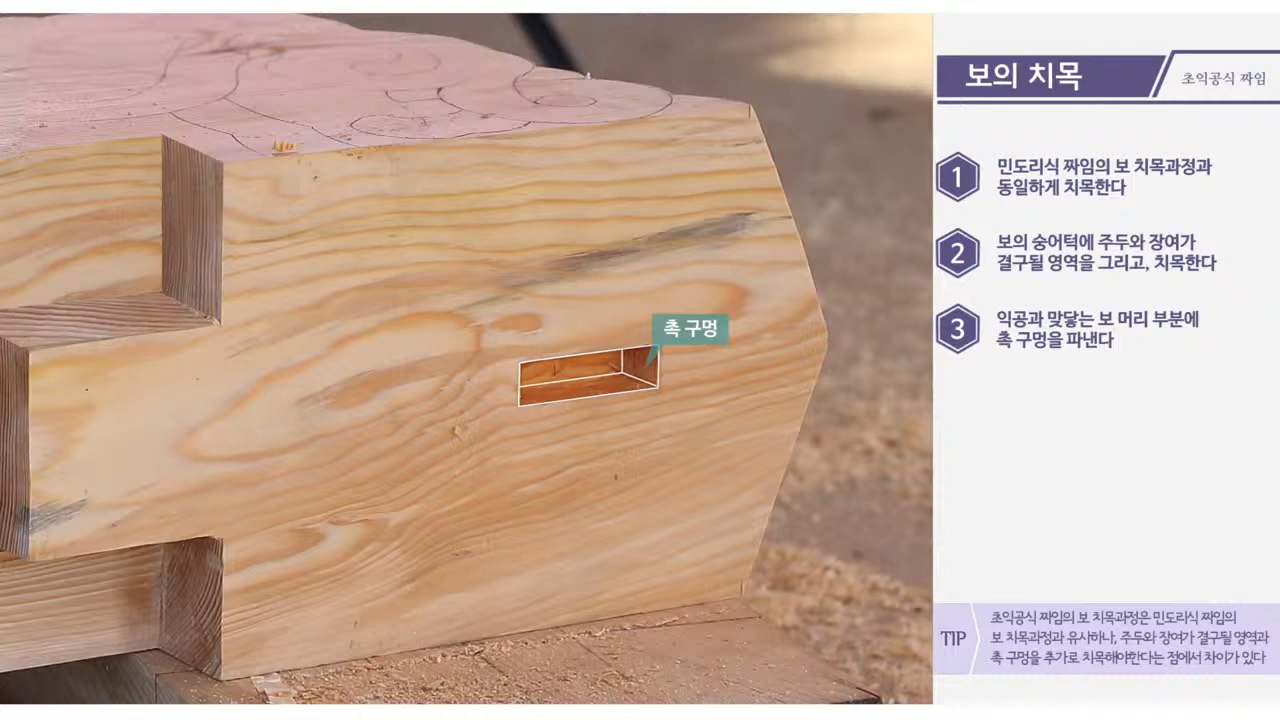 보의 치목
초익공식 짜임
1
민도리식 짜임의 보 치목과정과
동일하게 치목한다
2
보의 숭어턱에 주두와 장여가
결구될 영역을 그리고, 치목한다
3
익공과 맞닿는 보 머리 부분에
촉 구멍을 파낸다
촉 구멍
TIP
초익공식 짜임의 보 치목과정은 민도리식 짜임의
보 치목과정과 유사하나, 주두와 장여가 결구될 영역과
촉 구멍을 추가로 치목해야한다는 점에서 차이가 있다